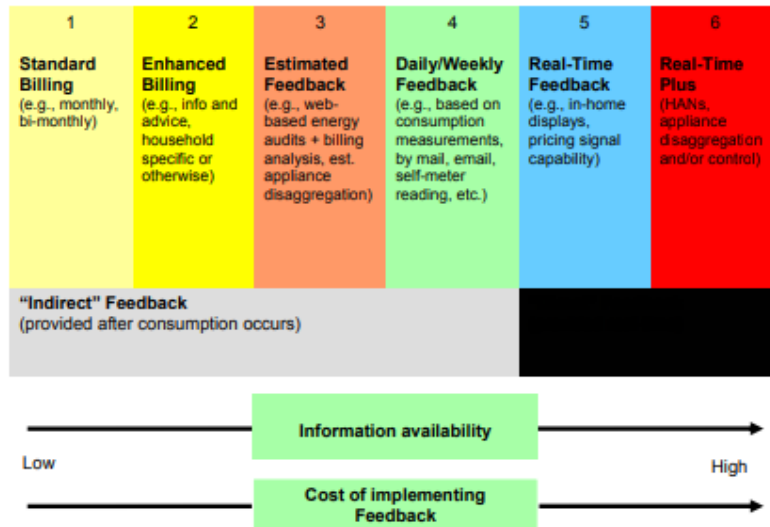 1
Standard
Billing
(e.g., monthly,
bi-monthly)
2
Enhanced
Billing
(e.g., info and
advice,
household
specific or
otherwise)
3
Estimated
Feedback
(e.g., web-
based energy
audits + billing
analysis, est.
appliance
disaggregation)
4
Daily/Weekly
Feedback
(e.g., based on
consumption
measurements,
by mail, email,
self-meter
reading, etc.)
5
Real-Time
Feedback
(e.g., in-home
displays,
pricing signal
capability)
6
Real-Time
Plus
(HANs,
appliance
disaggregation
and/or control)
“Indirect” Feedback
(provided after consumption occurs)
Information availability
Low
High
Cost of implementing
Feedback